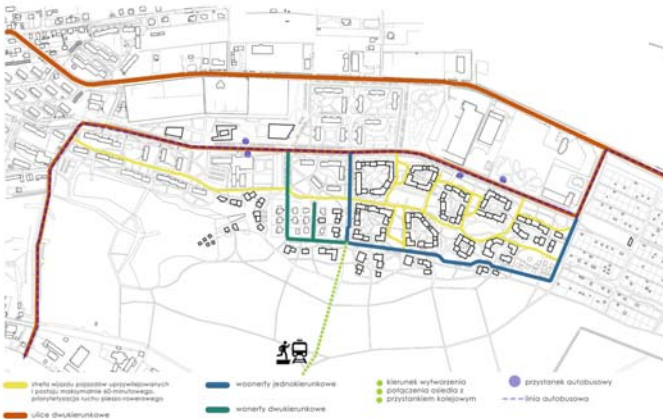 strefa wjazdu pojazdów uprzywilejowanych
i postoju maksymalnie 60-minutowego,
priorytetyzacja ruchu pieszo-rowerowego
ulice dwukierunkowe
woonerfy jednokierunkowe
wonerfy dwukierunkowe
kierunek wytworzenia
połączenia osiedla z
przystankiem kolejowym
przystanek autobusowy
linia autobusowa